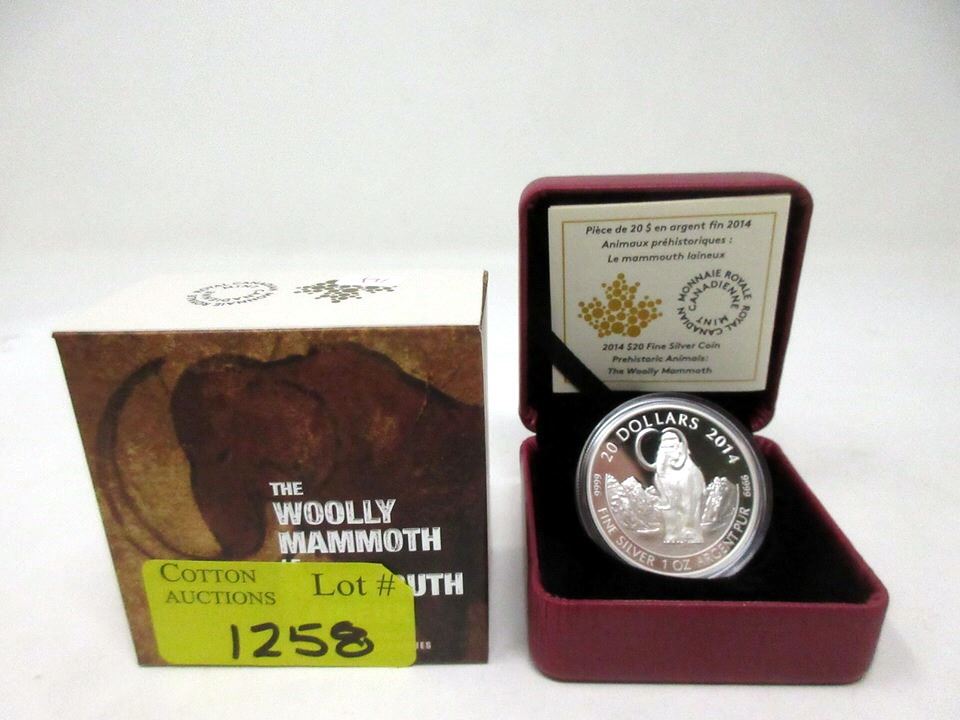 THE
WOOLLY
MAMMOTH
COTTON
AUCTIONS
Lot #
1258
Pièce de 20 $ en argent fin 2014
Animaux préhistoriques :
Le mammouth laineux
MONNAIE ROYALE CANADIENNE
ROYAL CANADIAN MINT
2014 $20 Fine Silver Coin
Prehistoric Animals:
The Woolly Mammoth
20 DOLLARS 2014
9999
9999
FINE SILVER 1 OZ ARGENT PUR